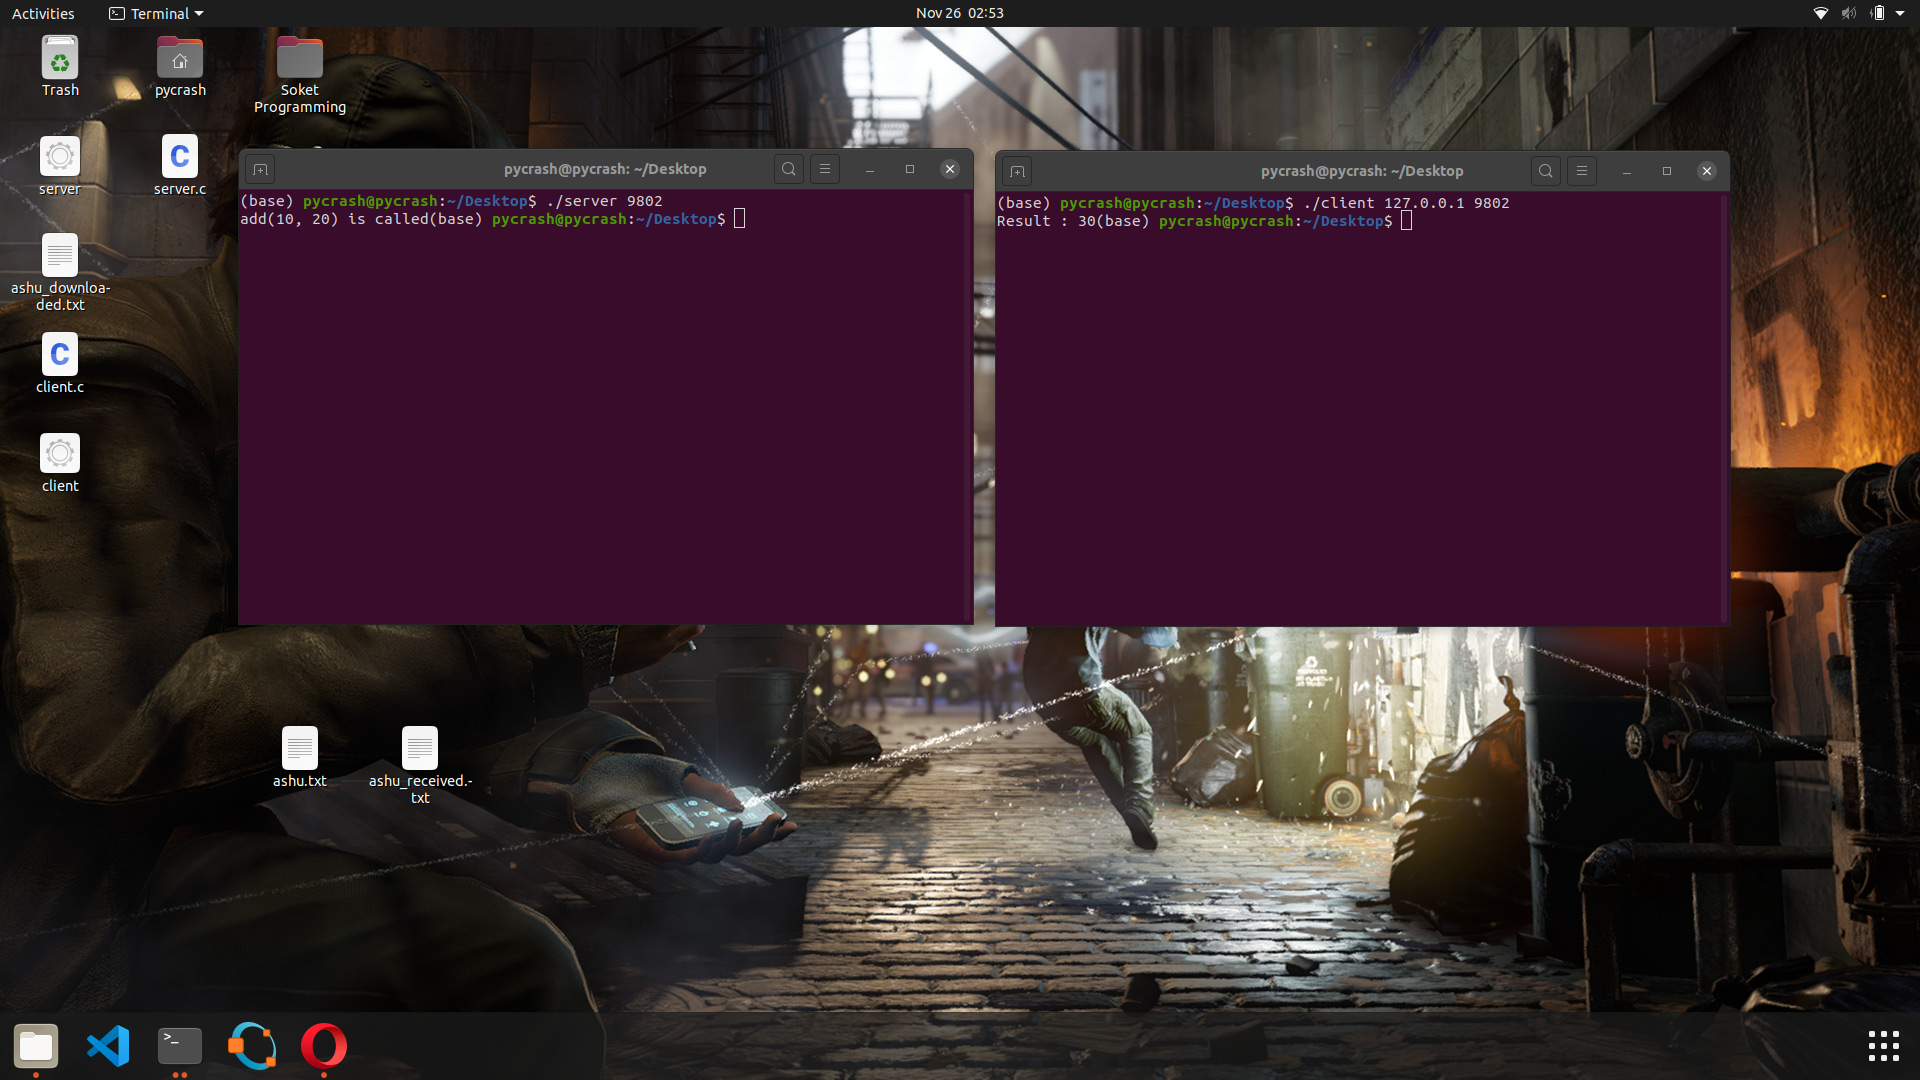 Activities
Terminal
Nov 26 02:53
Trash
pycrash
Soket
Programming
server
server.c
ashu_downloa-
ded.txt
client.c
client
pycrash@pycrash: ~/Desktop
(base) pycrash@pycrash:~/Desktop$ ./server 9802
add(10, 20) is called(base) pycrash@pycrash:~/Desktop$
pycrash@pycrash: ~/Desktop
(base) pycrash@pycrash:~/Desktop$ ./client 127.0.0.1 9802
Result : 30(base) pycrash@pycrash:~/Desktop$
ashu.txt
ashu_received.-
txt